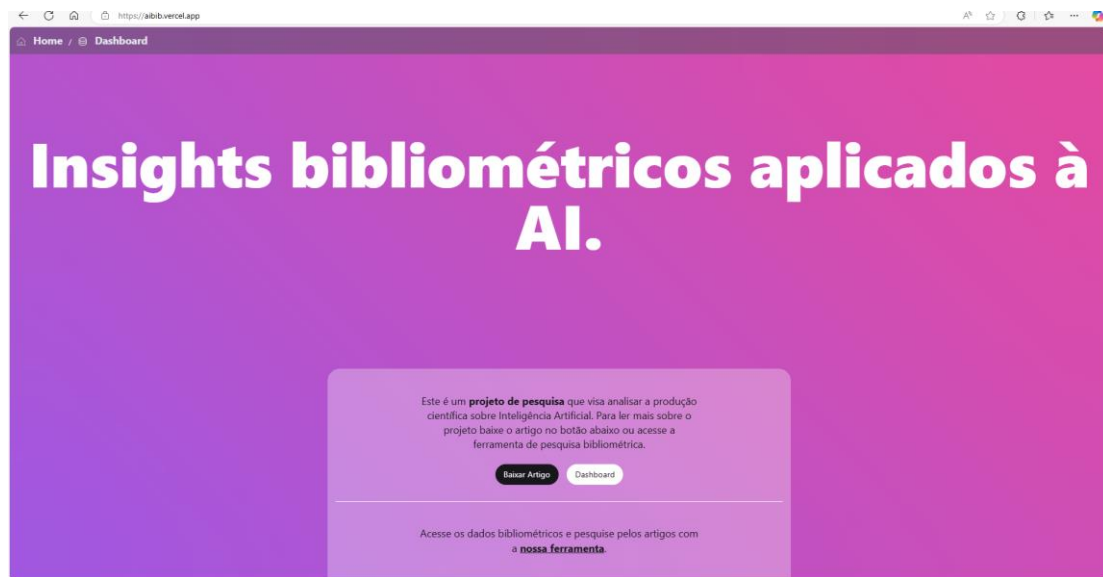 https://aibib.vercel.app
Home / Dashboard
Insights bibliométricos aplicados à
AI.
Este é um projeto de pesquisa que visa analisar a produção
científica sobre Inteligência Artificial. Para ler mais sobre o
projeto baixe o artigo no botão abaixo ou acesse a
ferramenta de pesquisa bibliométrica.
Baixar Artigo Dashboard
Acesse os dados bibliométricos e pesquise pelos artigos com
a nossa ferramenta.